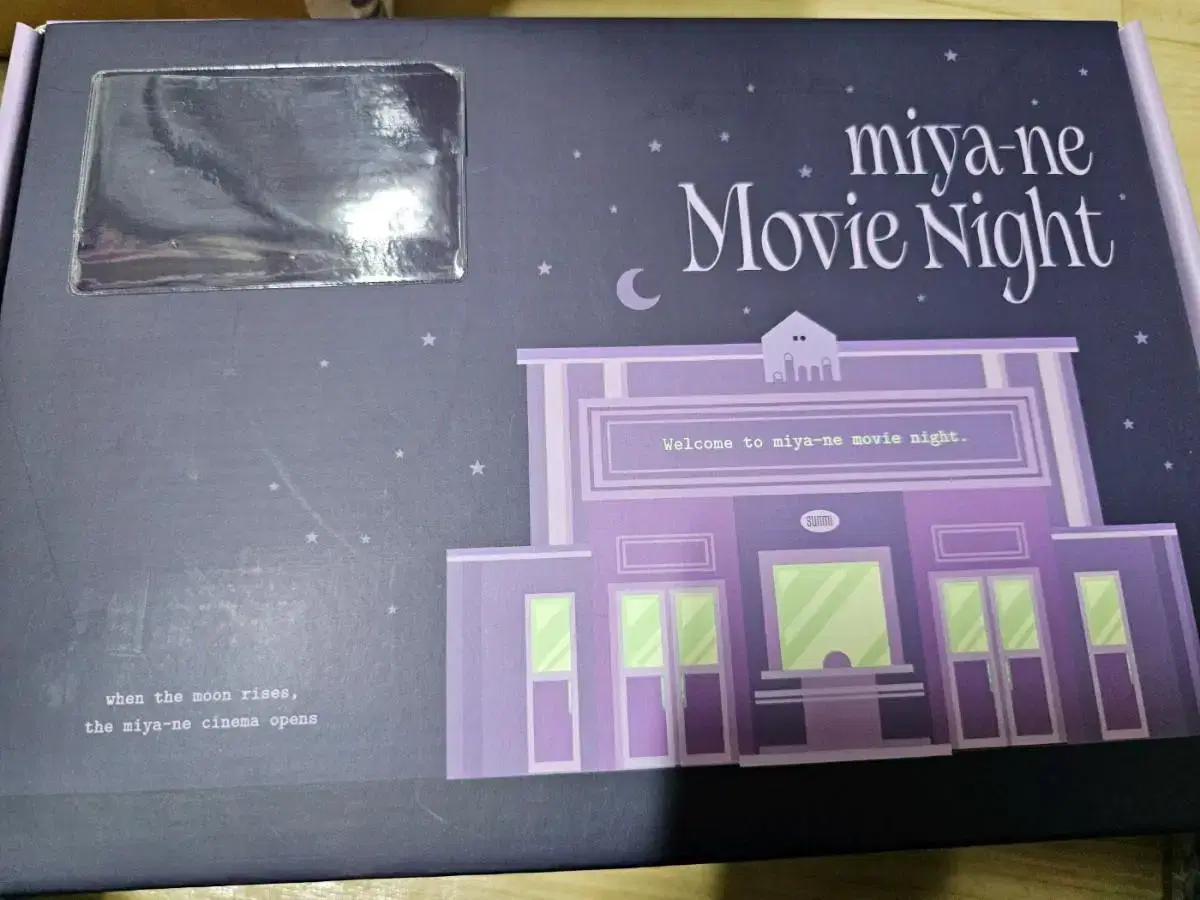 miya-ne
Movie Night
Welcome to miya-ne movie night.
SUNMI
when the moon rises,
the miya-ne cinema opens